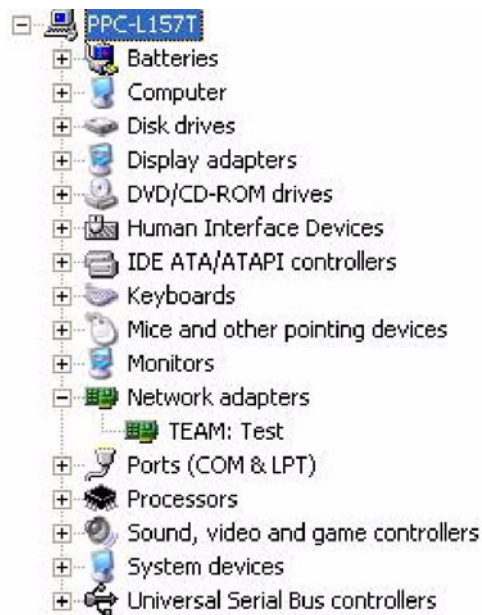 PPC-L157T
Batteries
Computer
Disk drives
Display adapters
DVD/CD-ROM drives
Human Interface Devices
IDE ATA/ATAPI controllers
Keyboards
Mice and other pointing devices
Monitors
Network adapters
TEAM: Test
Ports (COM & LPT)
Processors
Sound, video and game controllers
System devices
Universal Serial Bus controllers